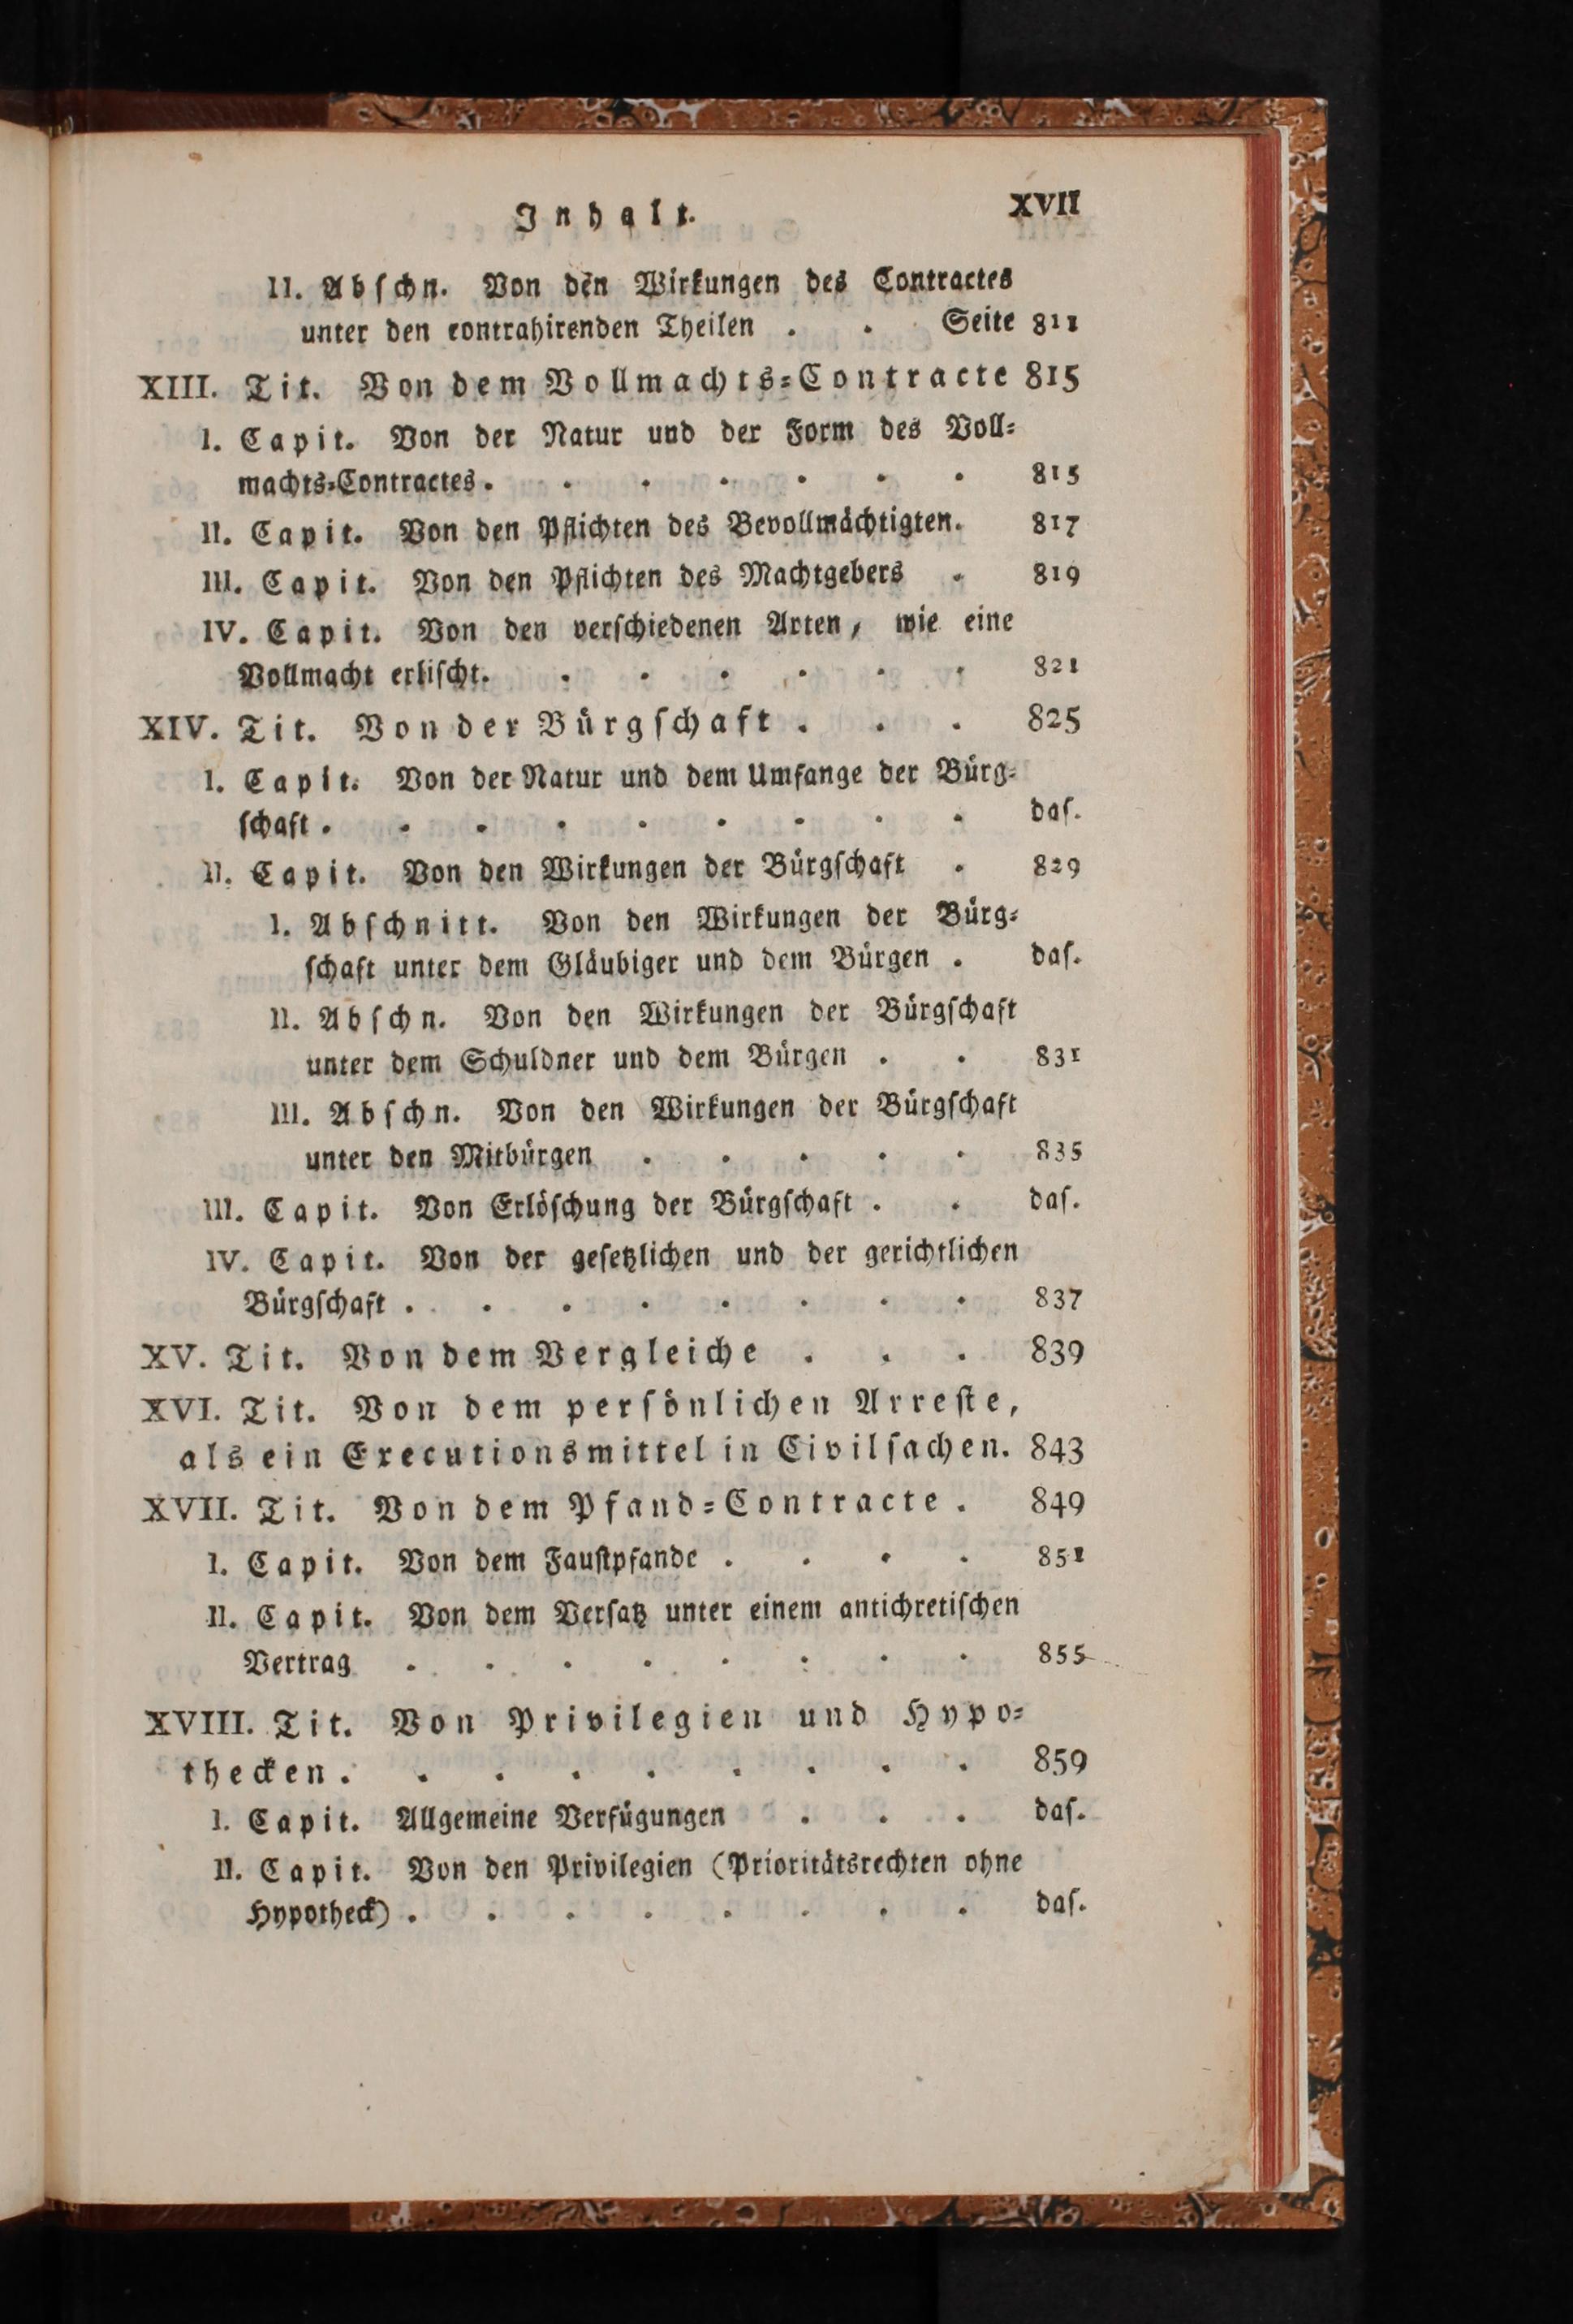 Inhalt. XVII
II. Abschn. Von den Wirkungen des Contractes
unter den contrahirenden Theilen . . Seite 811
XIII. Tit. Von dem Vollmachts=Contracte 815
I. Capit. Von der Natur und der Form des Voll=
machts=Contractes . . . . . . . 815
II. Capit. Von den Pflichten des Bevollmächtigten. 817
III. Capit. Von den Pflichten des Machtgebers . 819
IV. Capit. Von den verschiedenen Arten, wie eine
Vollmacht erlischt. . . . . . . 821
XIV. Tit. Von der Bürgschaft . . . 825
I. Capit. Von der Natur und dem Umfange der Bürg=
schaft . . . . . . . . . das.
II. Capit. Von den Wirkungen der Bürgschaft . 829
I. Abschnitt. Von den Wirkungen der Bürg=
schaft unter dem Gläubiger und dem Bürgen . das.
II. Abschn. Von den Wirkungen der Bürgschaft
unter dem Schuldner und dem Bürgen . . 831
III. Abschn. Von den Wirkungen der Bürgschaft
unter den Mitbürgen . . . . . 835
III. Capit. Von Erlöschung der Bürgschaft . . das.
IV. Capit. Von der gesetzlichen und der gerichtlichen
Bürgschaft . . . . . . . . 837
XV. Tit. Von dem Vergleiche . . . 839
XVI. Tit. Von dem persönlichen Arreste,
als ein Executionsmittel in Civilsachen. 843
XVII. Tit. Von dem Pfand=Contracte . 849
I. Capit. Von dem Faustpfande . . . . 851
II. Capit. Von dem Versatz unter einem antichretischen
Vertrag . . . . . . . . 855
XVIII. Tit. Von Privilegien und Hypo=
thecken . . . . . . . . . 859
I. Capit. Allgemeine Verfügungen . . . das.
II. Capit. Von den Privilegien (Prioritätsrechten ohne
Hypotheck) . . . . . . . . das.